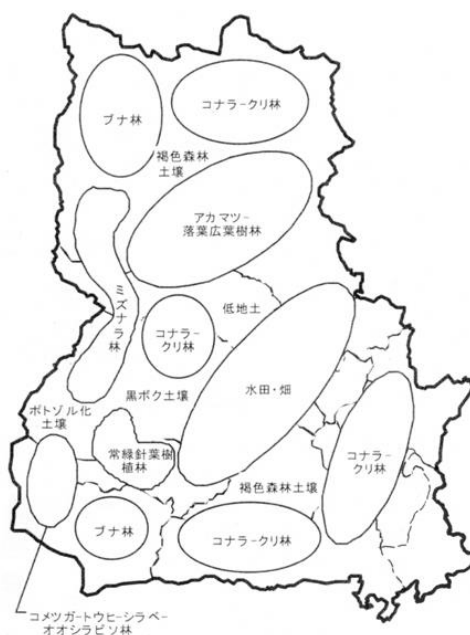 ブナ林
コナラ-クリ林
褐色森林
土壌
アカマツ-
落葉広葉樹林
ミズナラ林
コナラ-
クリ林
低地土
水田・畑
黒ボク土壌
ポトゾル化
土壌
常緑針葉樹
植林
コナラ-
クリ林
褐色森林土壌
ブナ林
コナラ-クリ林
コメツガートウヒーシラベー
オオシラビソ林